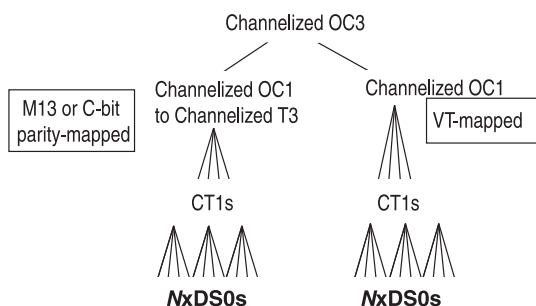 Channelized OC3
M13 or C-bit
parity-mapped
Channelized OC1
to Channelized T3
Channelized OC1
VT-mapped
CT1s
CT1s
NxDS0s
NxDS0s